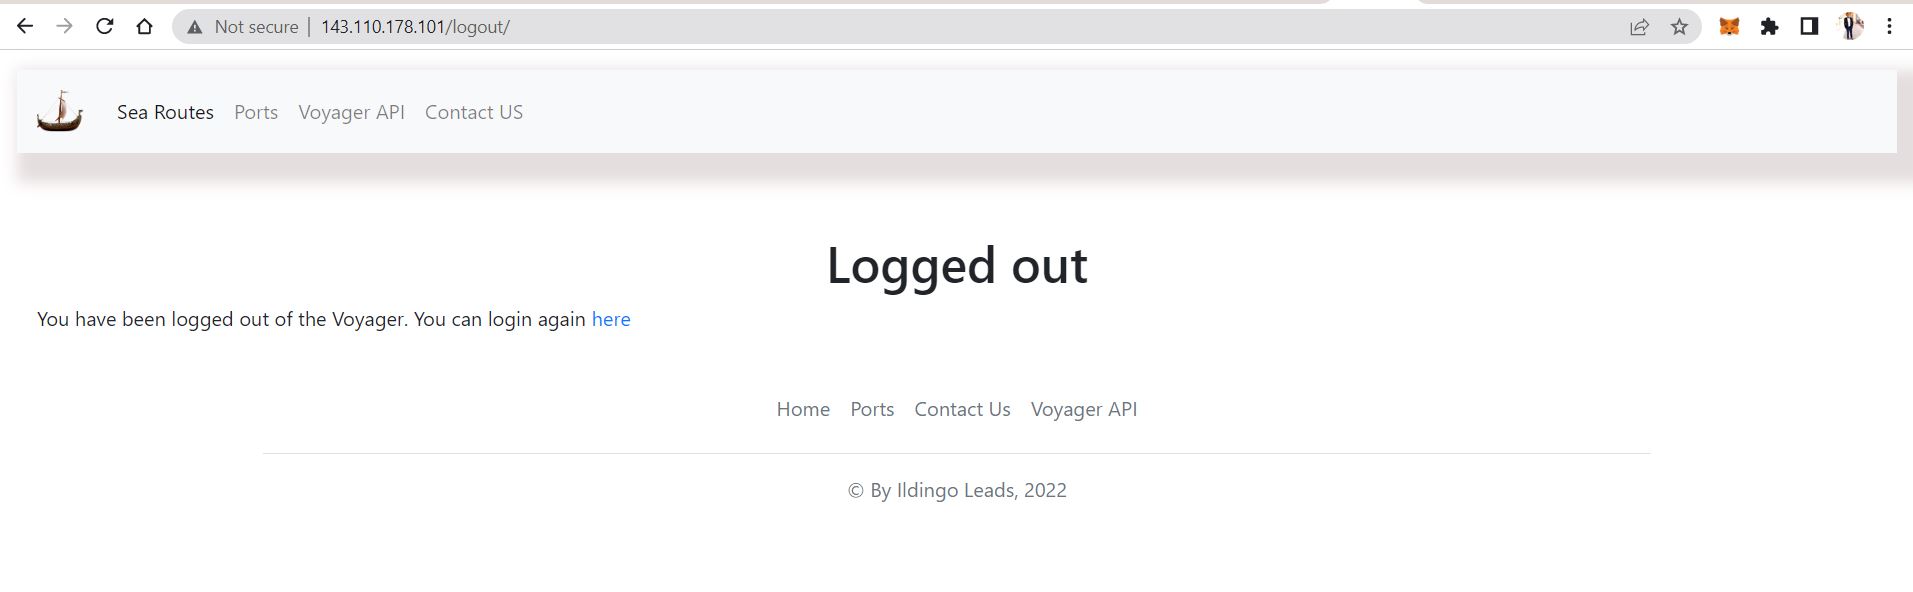 Not secure | 143.110.178.101/logout/
Sea Routes Ports Voyager API Contact US
Logged out
You have been logged out of the Voyager. You can login again here
Home Ports Contact Us Voyager API
© By Ildingo Leads, 2022